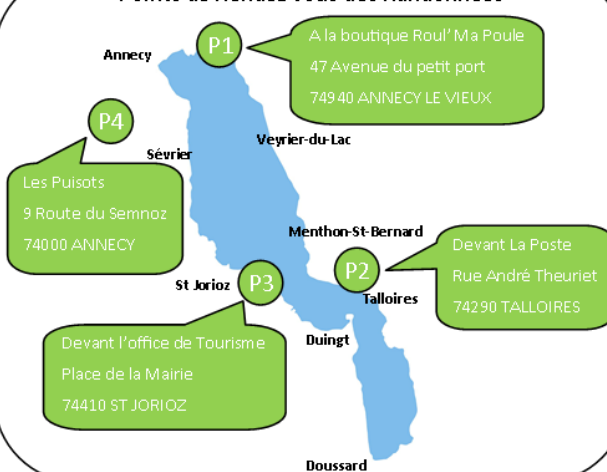 P1
A la boutique Roul' Ma Poule
47 Avenue du petit port
74940 ANNECY LE VIEUX
Annecy
P4
Sévrier
Veyrier-du-Lac
Les Puisots
9 Route du Semnoz
74000 ANNECY
Menthon-St-Bernard
P2
Devant La Poste
Rue André Theuriet
74290 TALLOIRES
St Jorioz
P3
Talloires
Devant l'office de Tourisme
Place de la Mairie
74410 ST JORIOZ
Duingt
Doussard